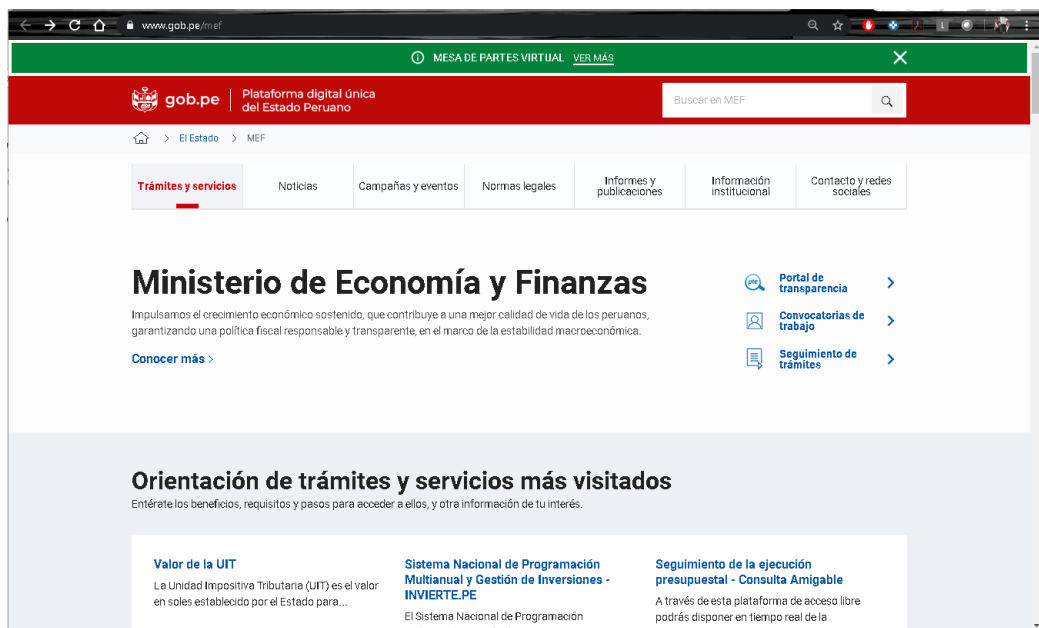 www.gob.pe/mef
MESA DE PARTES VIRTUAL VER MÁS
gob.pe
Plataforma digital única
del Estado Peruano
Buscar en MEF
El Estado > MEF
Trámites y servicios
Noticias
Campañas y eventos
Normas legales
Informes y
publicaciones
Información
institucional
Contacto y redes
sociales
Ministerio de Economía y Finanzas
Impulsamos el crecimiento económico sostenido, que contribuye a una mejor calidad de vida de los peruanos,
garantizando una política fiscal responsable y transparente, en el marco de la estabilidad macroeconómica.
Conocer más >
pte
Portal de
transparencia
Convocatorias de
trabajo
Seguimiento de
trámites
Orientación de trámites y servicios más visitados
Entérate los beneficios, requisitos y pasos para acceder a ellos, y otra información de tu interés.
Valor de la UIT
La Unidad Impositiva Tributaria (UIT) es el valor
en soles establecido por el Estado para...
Sistema Nacional de Programación
Multianual y Gestión de Inversiones -
INVIERTE.PE
El Sistema Nacional de Programación
Seguimiento de la ejecución
presupuestal - Consulta Amigable
A través de esta plataforma de acceso libre
podrás disponer en tiempo real de la